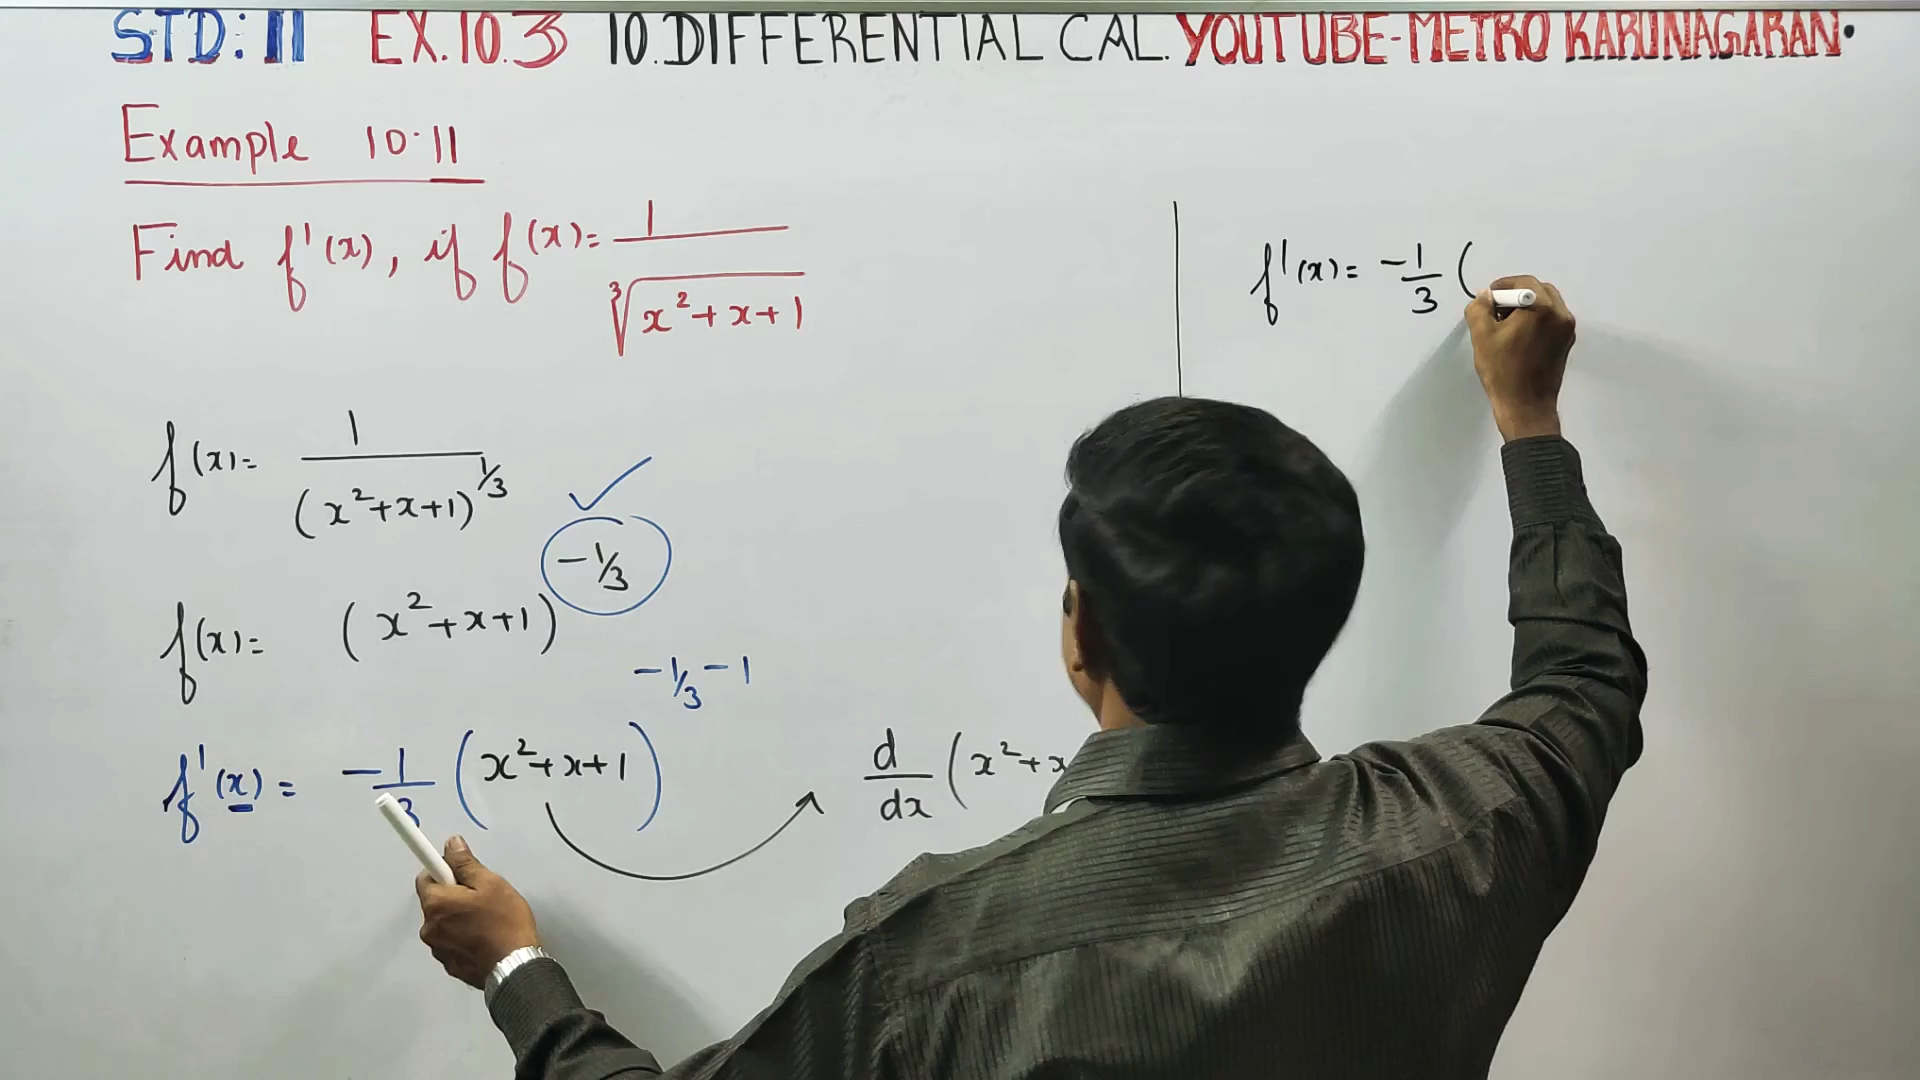 STD: 11 EX.10.3 10.DIFFERENTIAL CAL. YOUTUBE-METRO KARUNAGARAN.
Example 10.11
Find f'(x), if f(x)= 1/∛(x²+x+1)
f(x)= 1/(x²+x+1)^1/3
f(x)= (x²+x+1)^-1/3
f'(x) = -1/3 (x²+x+1)^-1/3-1 d/dx (x²+x
f'(x)= -1/3 (